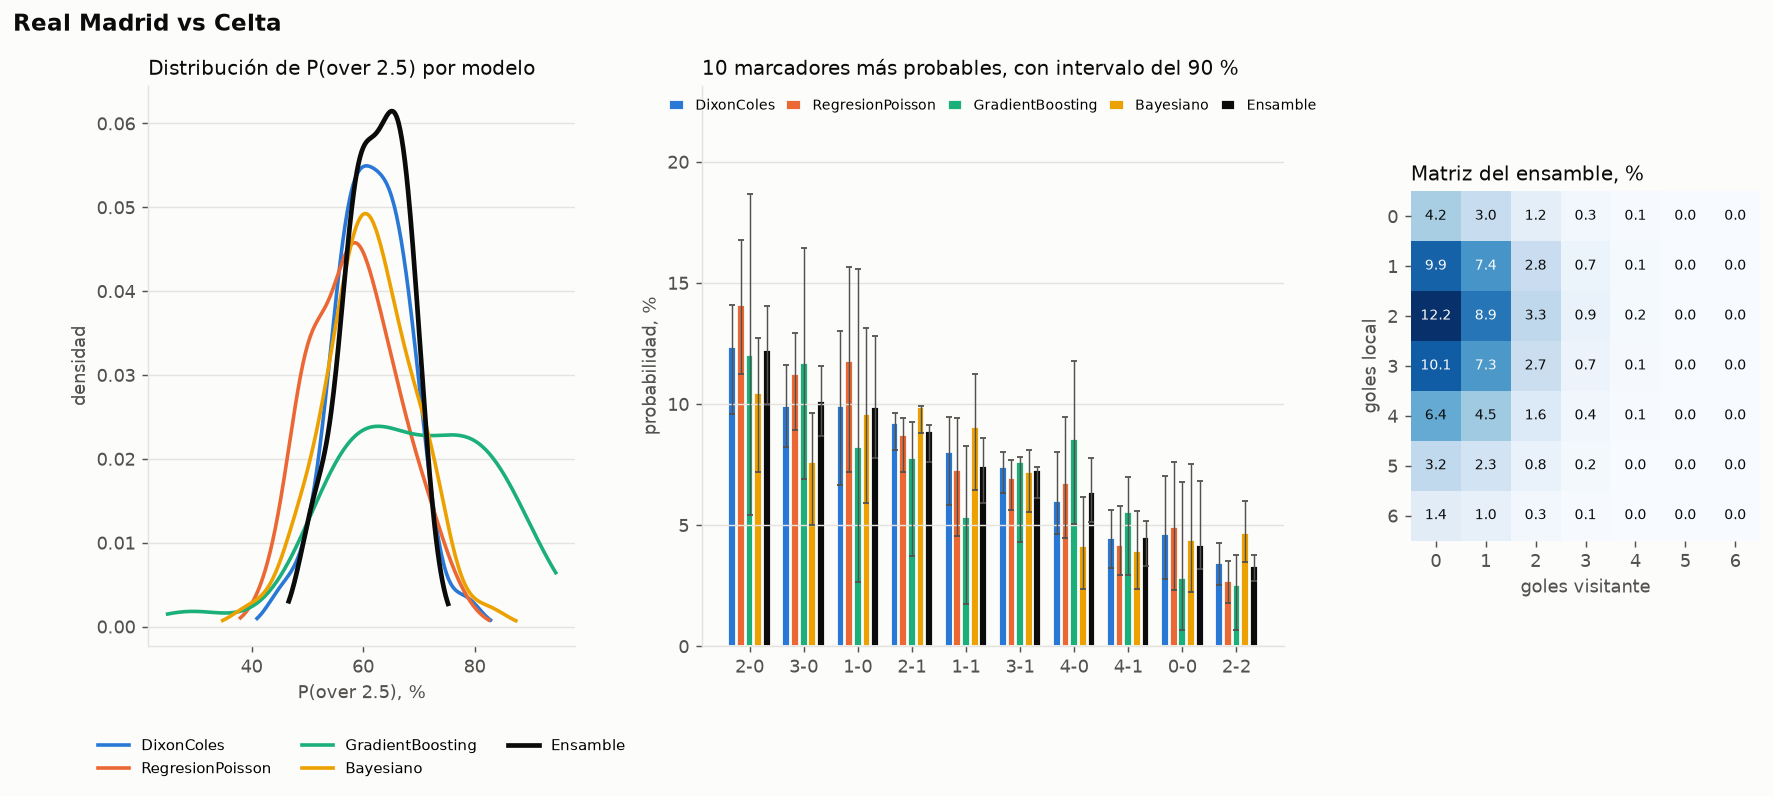 Real Madrid vs Celta
Distribución de P(over 2.5) por modelo
0.06
0.05
0.04
0.03
0.02
0.01
0.00
densidad
40 60 80
P(over 2.5), %
DixonColes GradientBoosting Ensamble
RegresionPoisson Bayesiano
10 marcadores más probables, con intervalo del 90 %
DixonColes RegresionPoisson GradientBoosting Bayesiano Ensamble
20
15
10
5
0
probabilidad, %
2-0 3-0 1-0 2-1 1-1 3-1 4-0 4-1 0-0 2-2
Matriz del ensamble, %
0 4.2 3.0 1.2 0.3 0.1 0.0 0.0
1 9.9 7.4 2.8 0.7 0.1 0.0 0.0
2 12.2 8.9 3.3 0.9 0.2 0.0 0.0
3 10.1 7.3 2.7 0.7 0.1 0.0 0.0
4 6.4 4.5 1.6 0.4 0.1 0.0 0.0
5 3.2 2.3 0.8 0.2 0.0 0.0 0.0
6 1.4 1.0 0.3 0.1 0.0 0.0 0.0
goles local
0 1 2 3 4 5 6
goles visitante